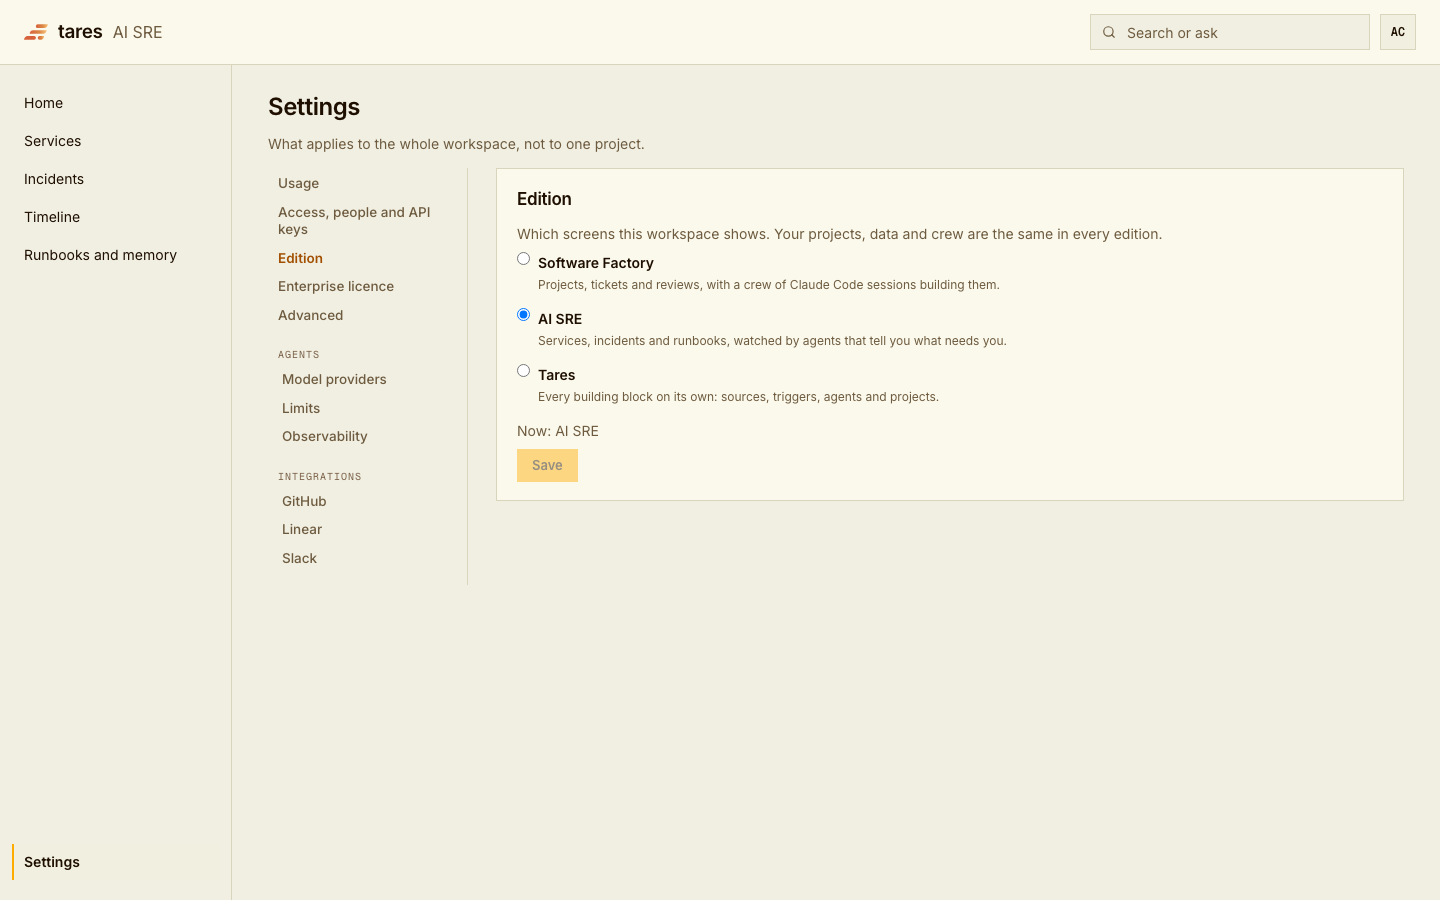 tares AI SRE
Search or ask
AC
Home
Services
Incidents
Timeline
Runbooks and memory
Settings
Settings
What applies to the whole workspace, not to one project.
Usage
Access, people and API
keys
Edition
Enterprise licence
Advanced
AGENTS
Model providers
Limits
Observability
INTEGRATIONS
GitHub
Linear
Slack
Edition
Which screens this workspace shows. Your projects, data and crew are the same in every edition.
Software Factory
Projects, tickets and reviews, with a crew of Claude Code sessions building them.
AI SRE
Services, incidents and runbooks, watched by agents that tell you what needs you.
Tares
Every building block on its own: sources, triggers, agents and projects.
Now: AI SRE
Save